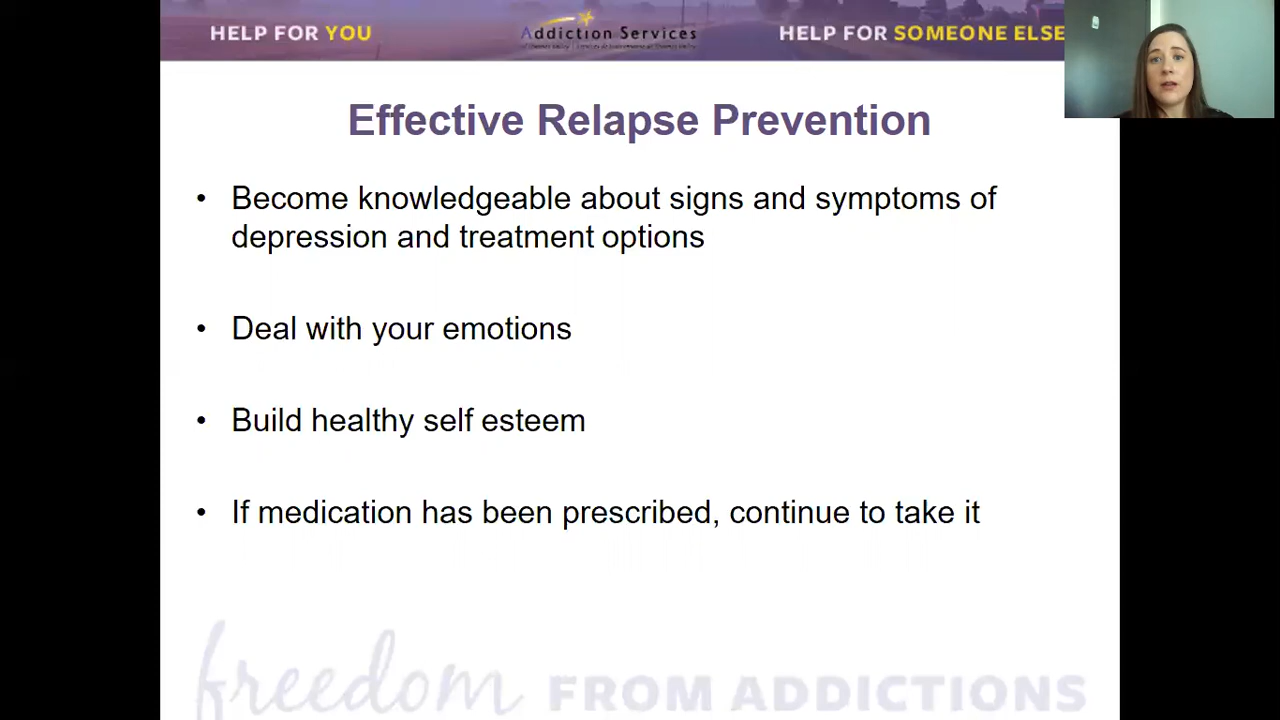 HELP FOR YOU
Addiction Services
HELP FOR SOMEONE ELSE
Effective Relapse Prevention
• Become knowledgeable about signs and symptoms of
depression and treatment options
• Deal with your emotions
• Build healthy self esteem
• If medication has been prescribed, continue to take it
freedom FROM ADDICTIONS